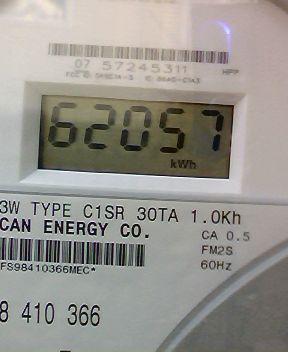 07 57245311 HPP
62057
kWh
3W TYPE C1SR 30TA 1.0Kh
CAN ENERGY CO. CA 0.5
FM2S
FS98410366MEC* 60Hz
8 410 366